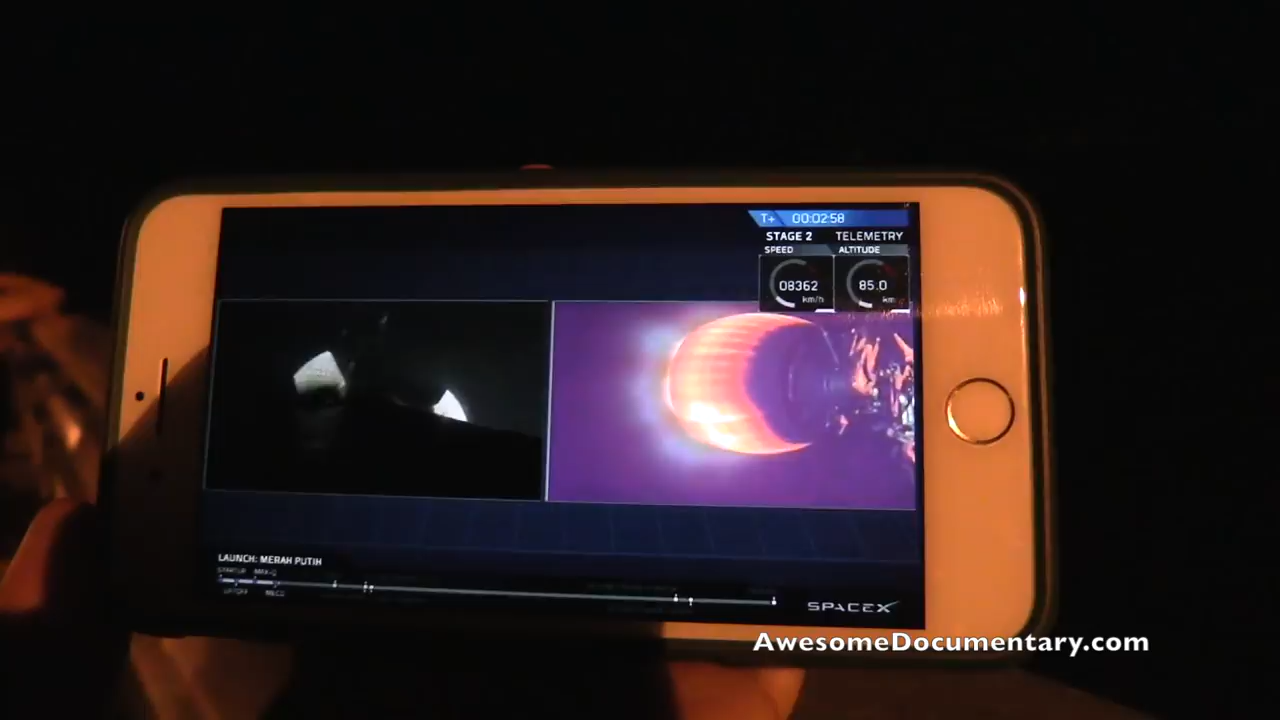 T+ 00:02:58
STAGE 2 TELEMETRY
SPEED ALTITUDE
08362 85.0
km/h km
LAUNCH: MERAH PUTIH
STARTUP MAX-Q
LIFTOFF MECO
SPACEX
AwesomeDocumentary.com